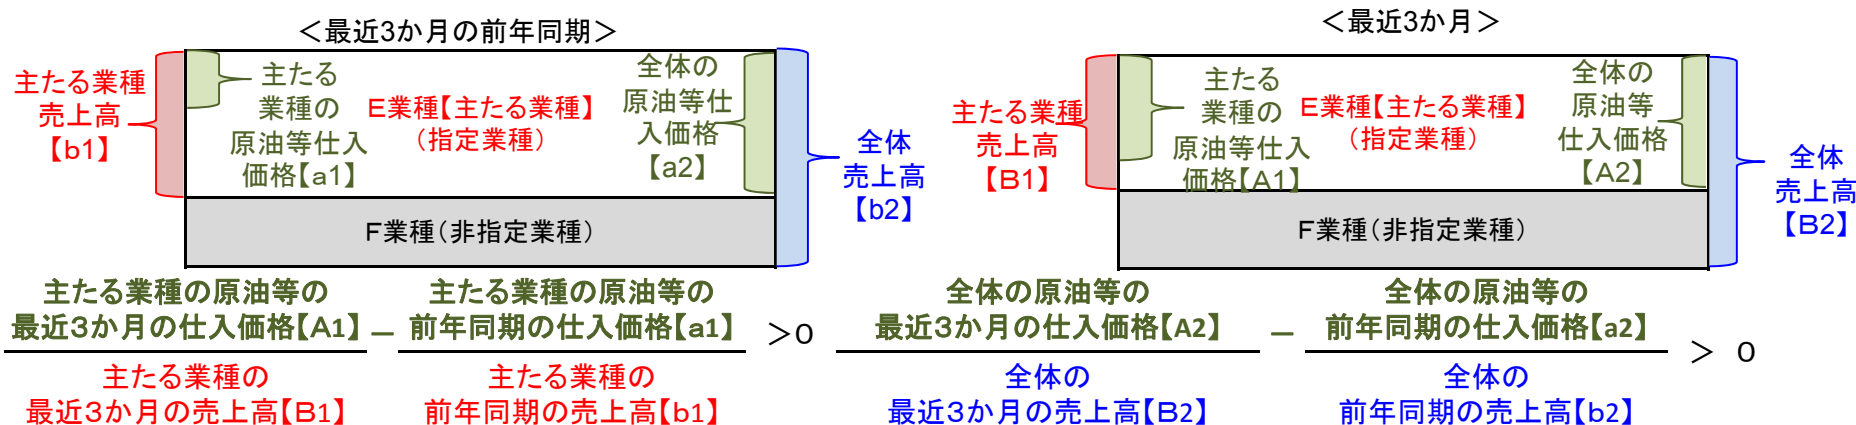 ＜最近3か月の前年同期＞
主たる業種
売上高
【b1】
主たる
業種の
原油等仕入
価格【a1】
E業種【主たる業種】
（指定業種）
全体の
原油等仕
入価格
【a2】
全体
売上高
【b2】
F業種（非指定業種）
＜最近3か月＞
主たる業種
売上高
【B1】
主たる
業種の
原油等仕入
価格【A1】
E業種【主たる業種】
（指定業種）
全体の
原油等
仕入価格
【A2】
全体
売上高
【B2】
F業種（非指定業種）
主たる業種の原油等の
最近3か月の仕入価格【A1】
主たる業種の
最近3か月の売上高【B1】
－
主たる業種の原油等の
前年同期の仕入価格【a1】
主たる業種の
前年同期の売上高【b1】
＞0
全体の原油等の
最近3か月の仕入価格【A2】
全体の
最近3か月の売上高【B2】
－
全体の原油等の
前年同期の仕入価格【a2】
全体の
前年同期の売上高【b2】
＞ 0